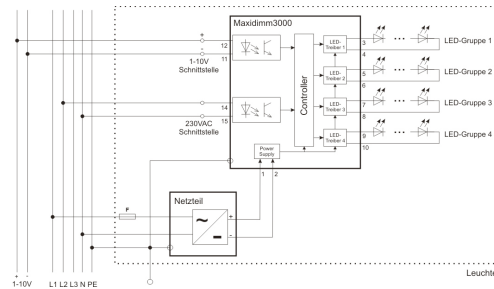 Maxidimm3000
+
12
-
11
1-10V
Schnittstelle
14
15
230VAC
Schnittstelle
Controller
LED-
Treiber 1
3
4
LED-Gruppe 1
LED-
Treiber 2
5
6
LED-Gruppe 2
LED-
Treiber 3
7
8
LED-Gruppe 3
LED-
Treiber 4
9
10
LED-Gruppe 4
Power
Supply
1
2
Netzteil
F
+
-
Leuchte
+ -
1-10V
L1 L2 L3 N PE